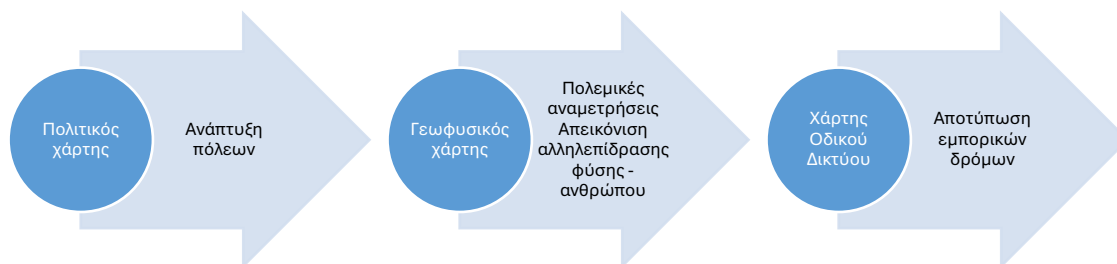 Πολιτικός
χάρτης
Ανάπτυξη
πόλεων
Γεωφυσικός
χάρτης
Πολεμικές
αναμετρήσεις
Απεικόνιση
αλληλεπίδρασης
φύσης -
ανθρώπου
Χάρτης
Οδικού
Δικτύου
Αποτύπωση
εμπορικών
δρόμων